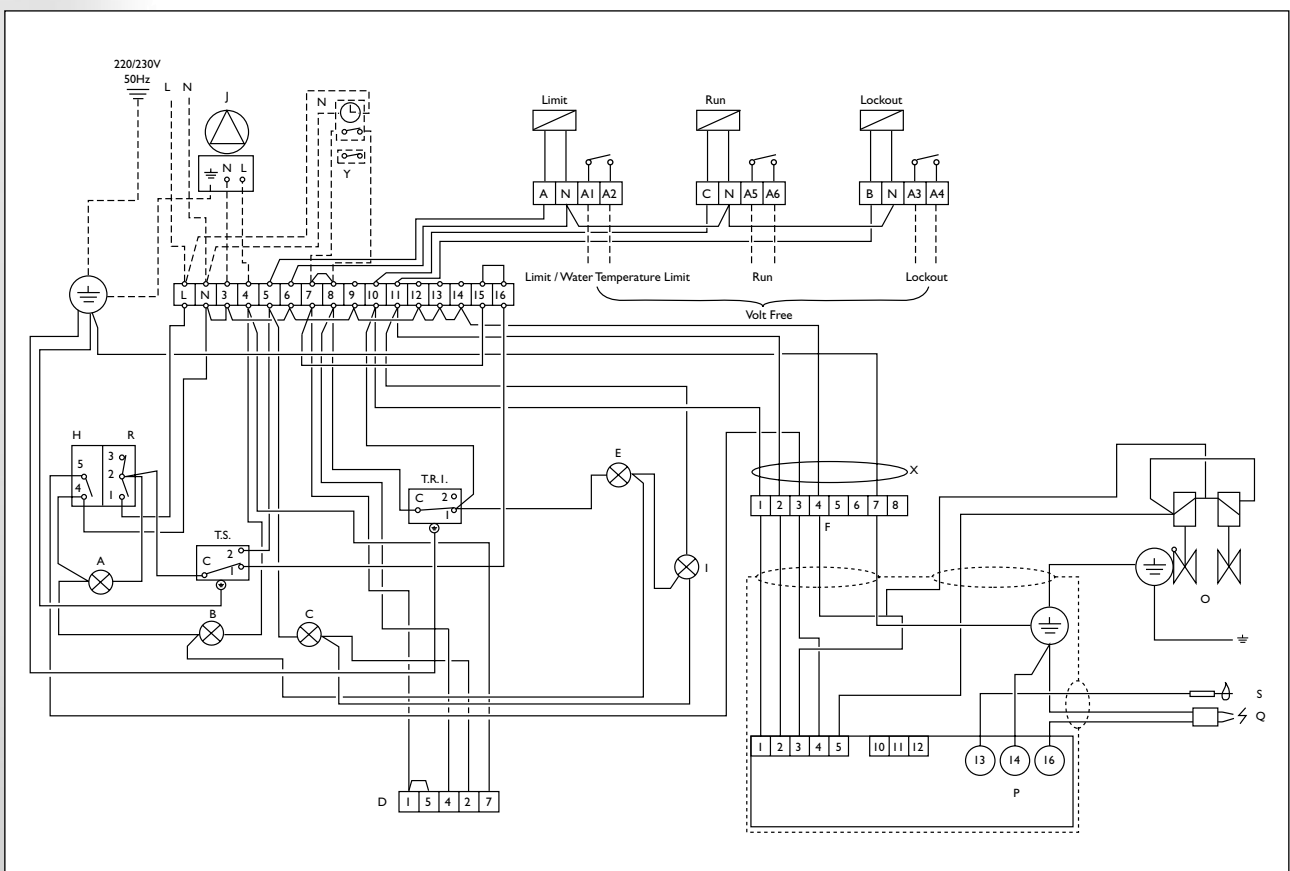 220/230V
50Hz
L N
J
N
Y
N L
Limit
Run
Lockout
A N A1 A2
C N A5 A6
B N A3 A4
Limit / Water Temperature Limit
Run
Lockout
Volt Free
L N 3 4 5 6 7 8 9 10 11 12 13 14 15 16
H R
5 3
4 2
1
T.R.1.
C 2
1
E
X
1 2 3 4 5 6 7 8
F
T.S.
C 2
1
A
I
B
C
O
S
Q
1 2 3 4 5
10 11 12
13 14 16
P
D
1 5 4 2 7